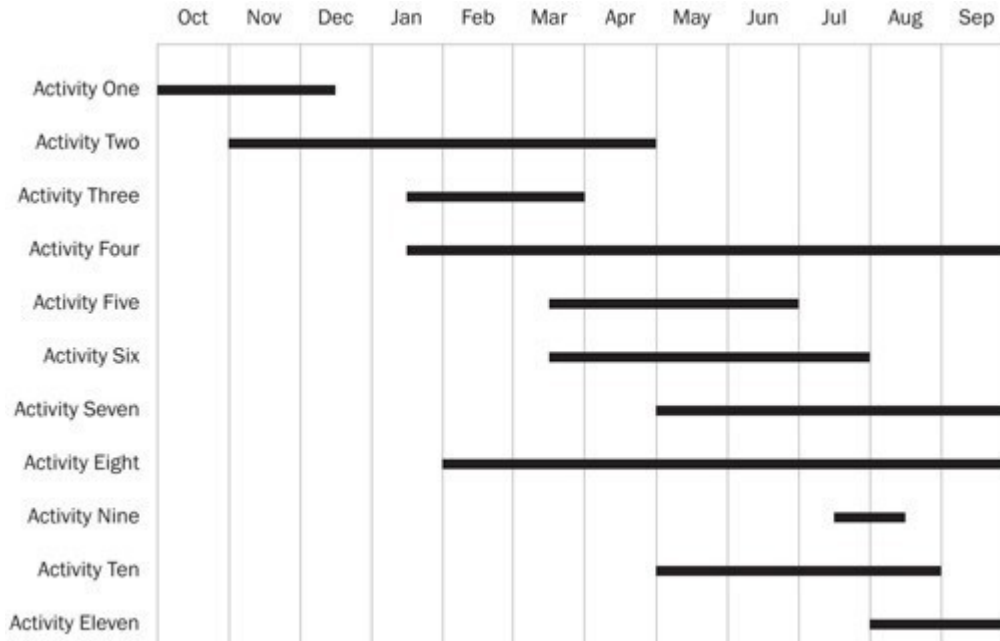 Oct Nov Dec Jan Feb Mar Apr May Jun Jul Aug Sep
Activity One
Activity Two
Activity Three
Activity Four
Activity Five
Activity Six
Activity Seven
Activity Eight
Activity Nine
Activity Ten
Activity Eleven